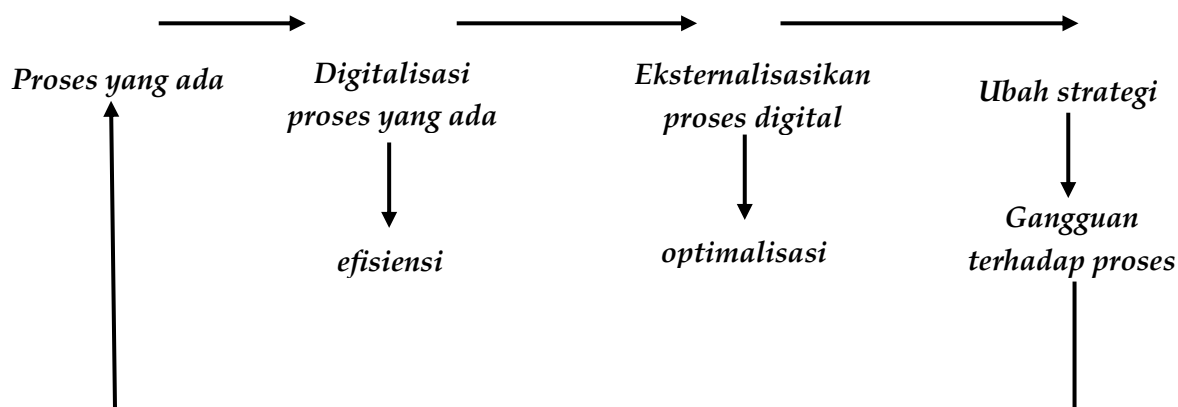 Proses yang ada
Digitalisasi
proses yang ada
Eksternalisasikan
proses digital
Ubah strategi
efisiensi
optimalisasi
Gangguan
terhadap proses